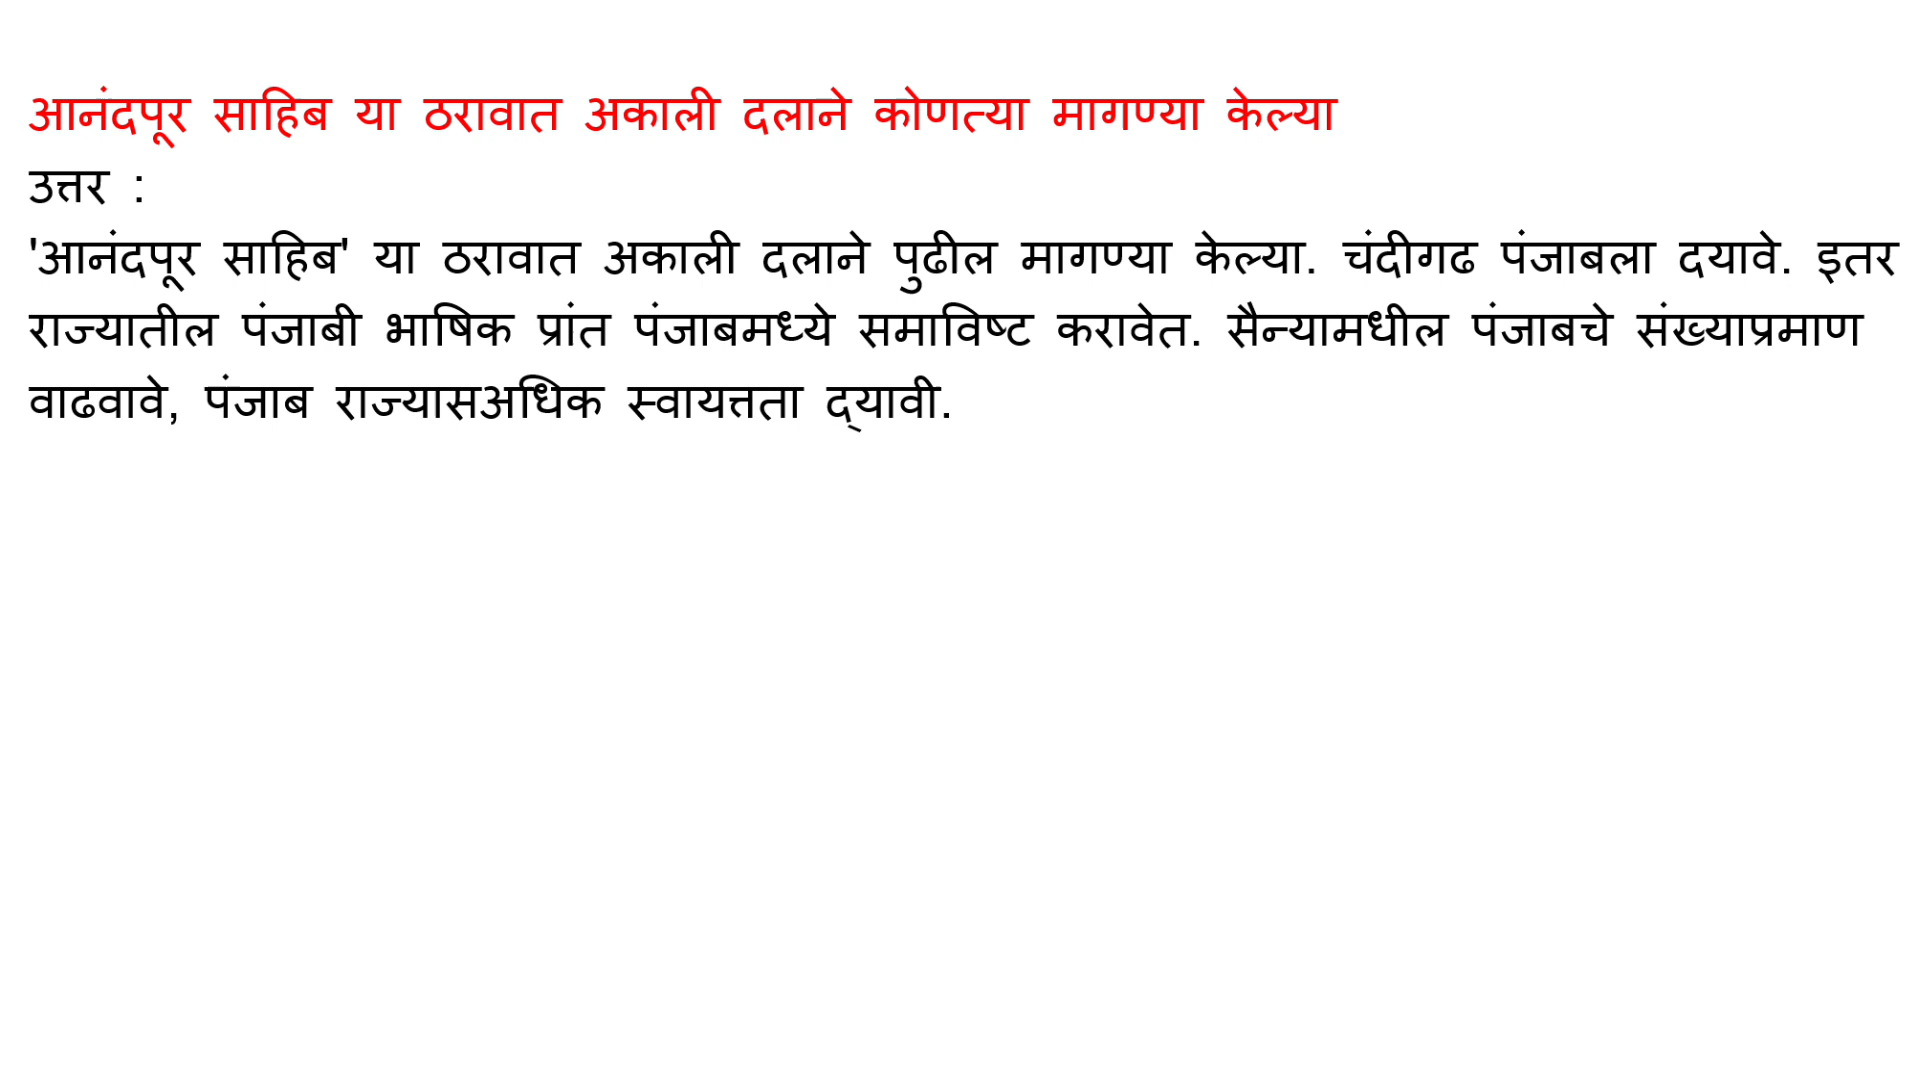 आनंदपूर साहिब या ठरावात अकाली दलाने कोणत्या मागण्या केल्या
उत्तर :
'आनंदपूर साहिब' या ठरावात अकाली दलाने पुढील मागण्या केल्या. चंदीगढ पंजाबला दयावे. इतर
राज्यातील पंजाबी भाषिक प्रांत पंजाबमध्ये समाविष्ट करावेत. सैन्यामधील पंजाबचे संख्याप्रमाण
वाढवावे, पंजाब राज्यासअधिक स्वायत्तता द्‌यावी.